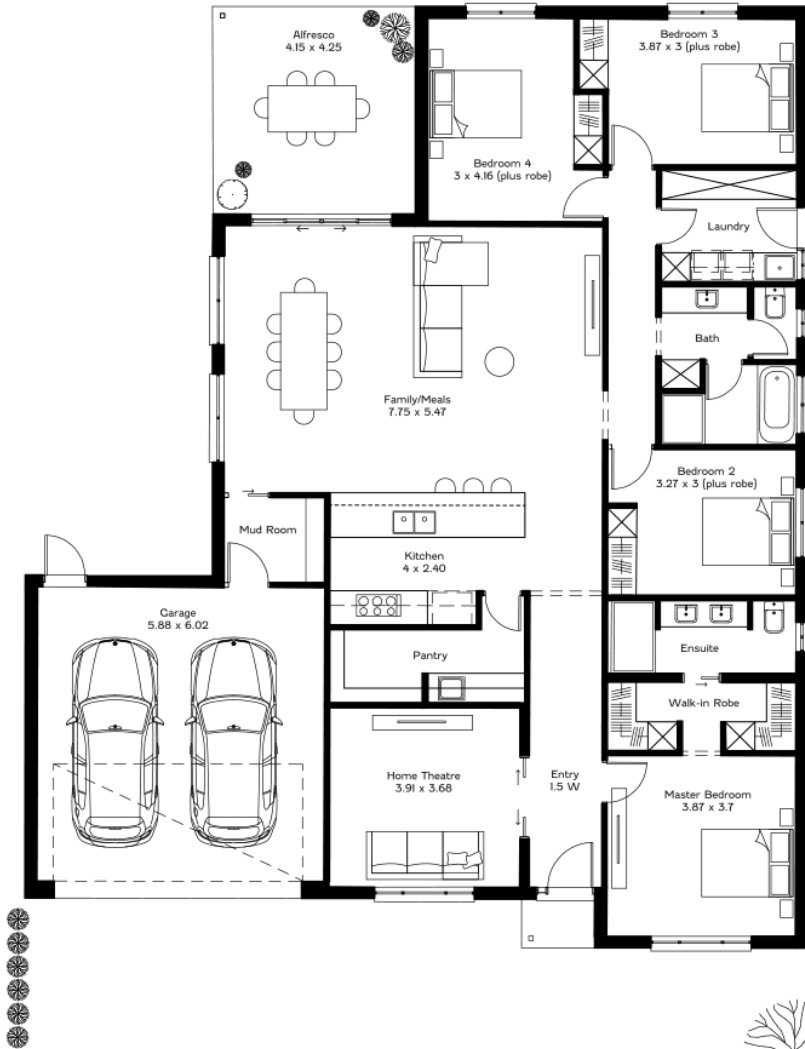 Alfresco
4.15 x 4.25
Bedroom 3
3.87 x 3 (plus robe)
Bedroom 4
3 x 4.16 (plus robe)
Laundry
Bath
Family/Meals
7.75 x 5.47
Bedroom 2
3.27 x 3 (plus robe)
Mud Room
Kitchen
4 x 2.40
Garage
5.88 x 6.02
Pantry
Ensuite
Walk-in Robe
Home Theatre
3.91 x 3.68
Entry
1.5 W
Master Bedroom
3.87 x 3.7